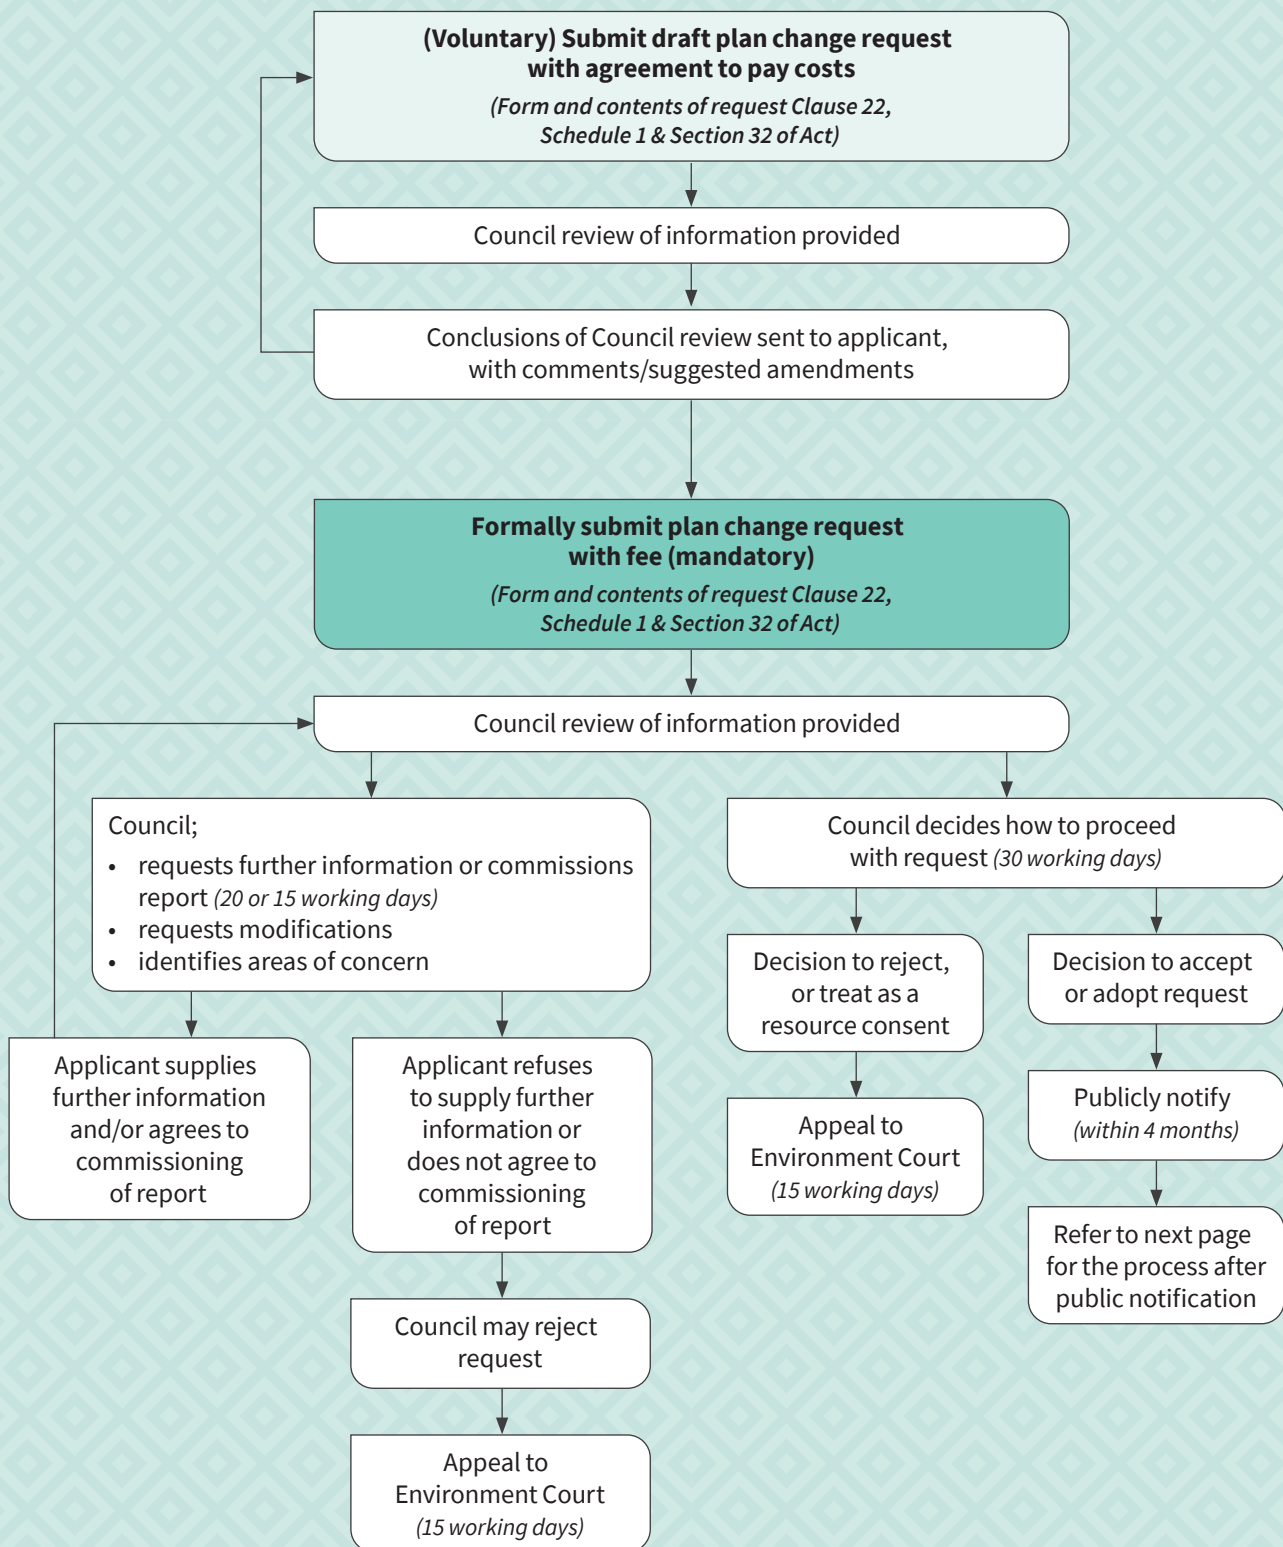 (Voluntary) Submit draft plan change request
with agreement to pay costs
(Form and contents of request Clause 22,
Schedule 1 & Section 32 of Act)
Council review of information provided
Conclusions of Council review sent to applicant,
with comments/suggested amendments
Formally submit plan change request
with fee (mandatory)
(Form and contents of request Clause 22,
Schedule 1 & Section 32 of Act)
Council review of information provided
Council;
• requests further information or commissions
report (20 or 15 working days)
• requests modifications
• identifies areas of concern
Applicant supplies
further information
and/or agrees to
commissioning
of report
Applicant refuses
to supply further
information or
does not agree to
commissioning
of report
Council may reject
request
Appeal to
Environment Court
(15 working days)
Council decides how to proceed
with request (30 working days)
Decision to reject,
or treat as a
resource consent
Appeal to
Environment Court
(15 working days)
Decision to accept
or adopt request
Publicly notify
(within 4 months)
Refer to next page
for the process after
public notification